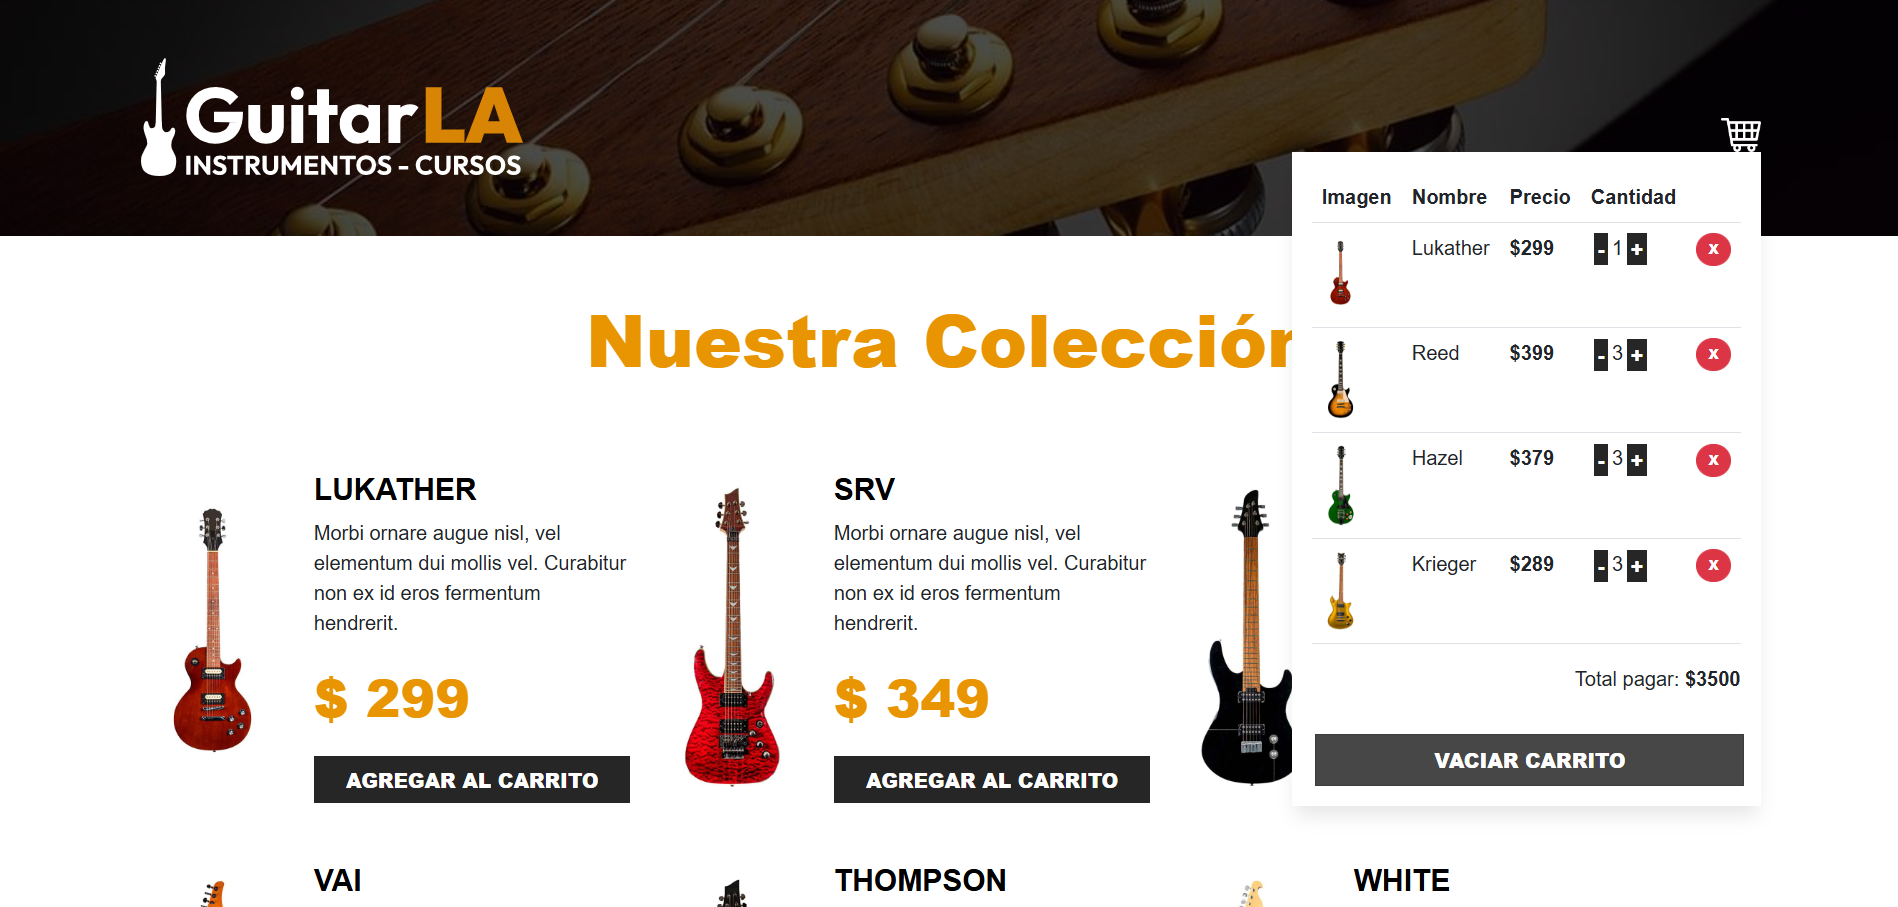 GuitarLA
INSTRUMENTOS - CURSOS
Imagen Nombre Precio Cantidad
Lukather $299 - 1 + x
Reed $399 - 3 + x
Hazel $379 - 3 + x
Krieger $289 - 3 + x
Total pagar: $3500
VACIAR CARRITO
Nuestra Colección
LUKATHER
Morbi ornare augue nisl, vel
elementum dui mollis vel. Curabitur
non ex id eros fermentum
hendrerit.
$ 299
AGREGAR AL CARRITO
SRV
Morbi ornare augue nisl, vel
elementum dui mollis vel. Curabitur
non ex id eros fermentum
hendrerit.
$ 349
AGREGAR AL CARRITO
VAI
THOMPSON
WHITE